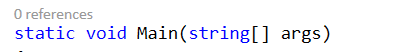 0 references
static void Main(string[] args)